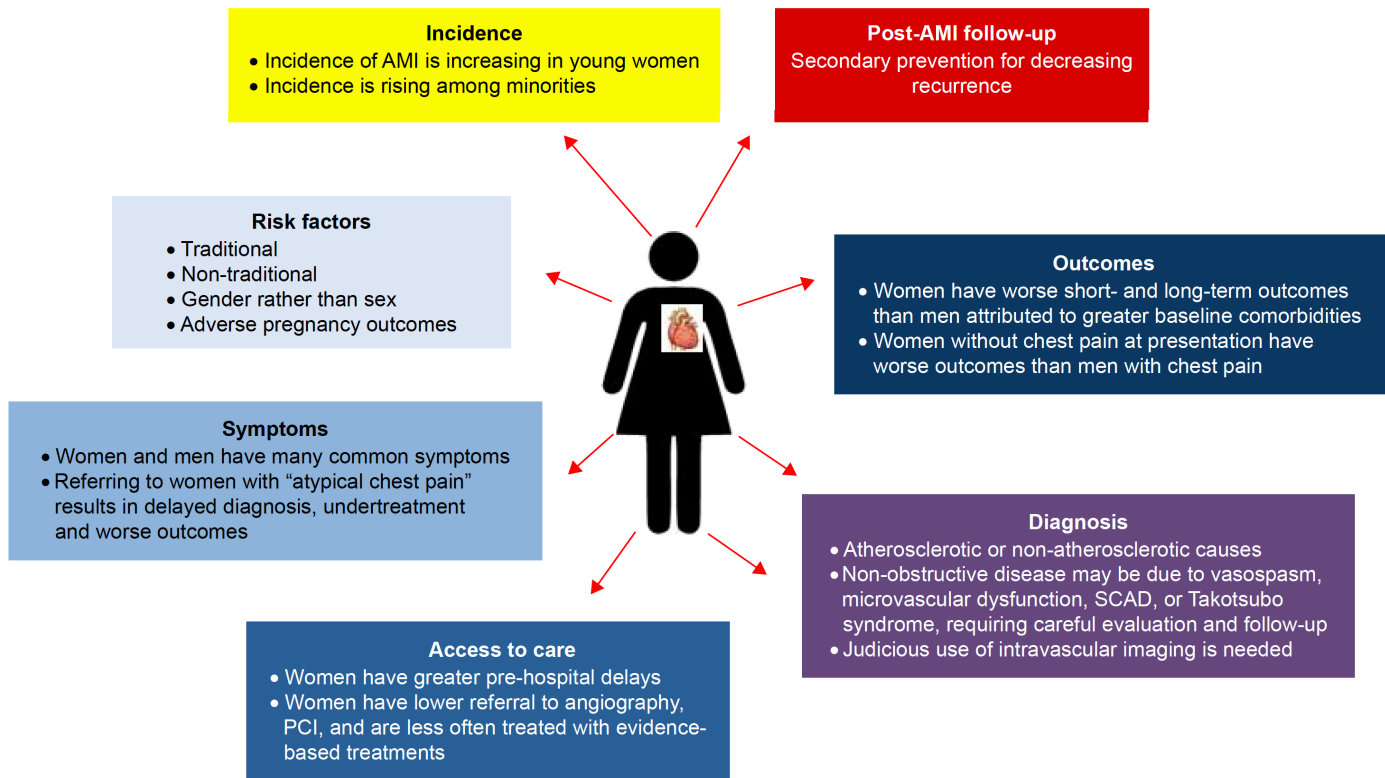 Incidence
• Incidence of AMI is increasing in young women
• Incidence is rising among minorities
Post-AMI follow-up
Secondary prevention for decreasing
recurrence
Risk factors
• Traditional
• Non-traditional
• Gender rather than sex
• Adverse pregnancy outcomes
Outcomes
• Women have worse short- and long-term outcomes
than men attributed to greater baseline comorbidities
• Women without chest pain at presentation have
worse outcomes than men with chest pain
Symptoms
• Women and men have many common symptoms
• Referring to women with “atypical chest pain”
results in delayed diagnosis, undertreatment
and worse outcomes
Diagnosis
• Atherosclerotic or non-atherosclerotic causes
• Non-obstructive disease may be due to vasospasm,
microvascular dysfunction, SCAD, or Takotsubo
syndrome, requiring careful evaluation and follow-up
• Judicious use of intravascular imaging is needed
Access to care
• Women have greater pre-hospital delays
• Women have lower referral to angiography,
PCI, and are less often treated with evidence-
based treatments